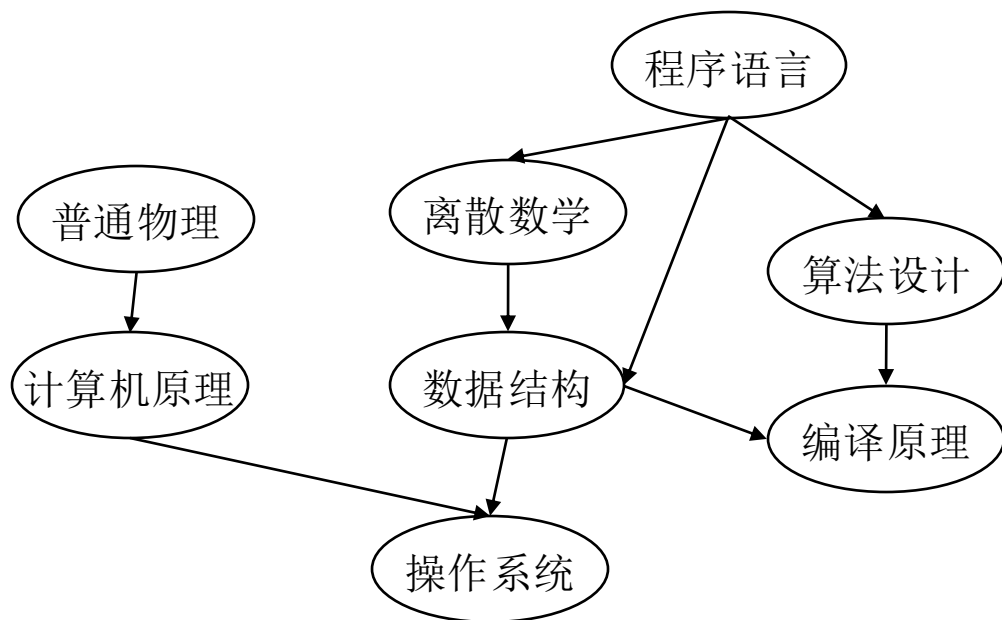 程序语言
离散数学
普通物理
算法设计
计算机原理
数据结构
编译原理
操作系统